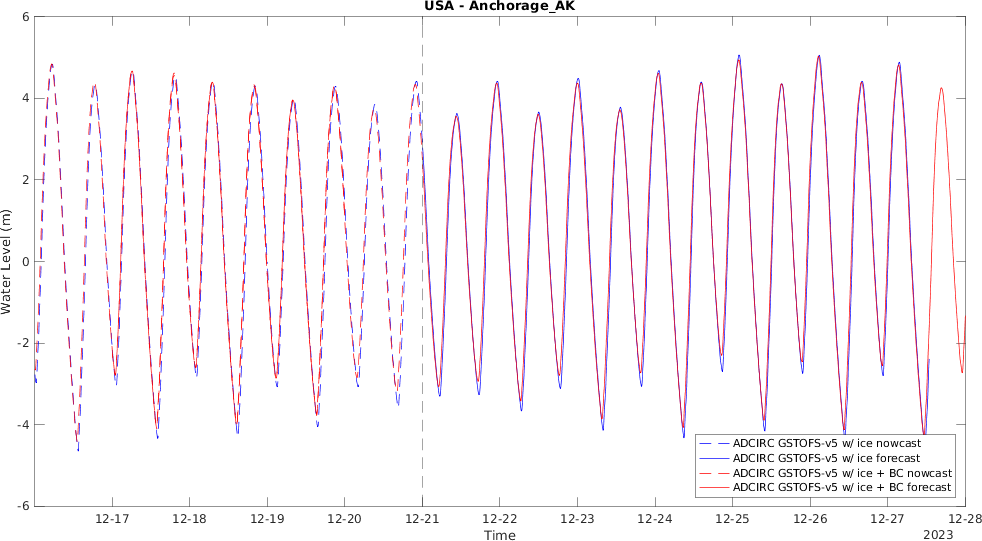 USA - Anchorage_AK
6
4
2
0
-2
-4
-6
Water Level (m)
ADCIRC GSTOFS-v5 w/ ice nowcast
ADCIRC GSTOFS-v5 w/ ice forecast
ADCIRC GSTOFS-v5 w/ ice + BC nowcast
ADCIRC GSTOFS-v5 w/ ice + BC forecast
12-17 12-18 12-19 12-20 12-21 12-22 12-23 12-24 12-25 12-26 12-27 12-28
Time
2023